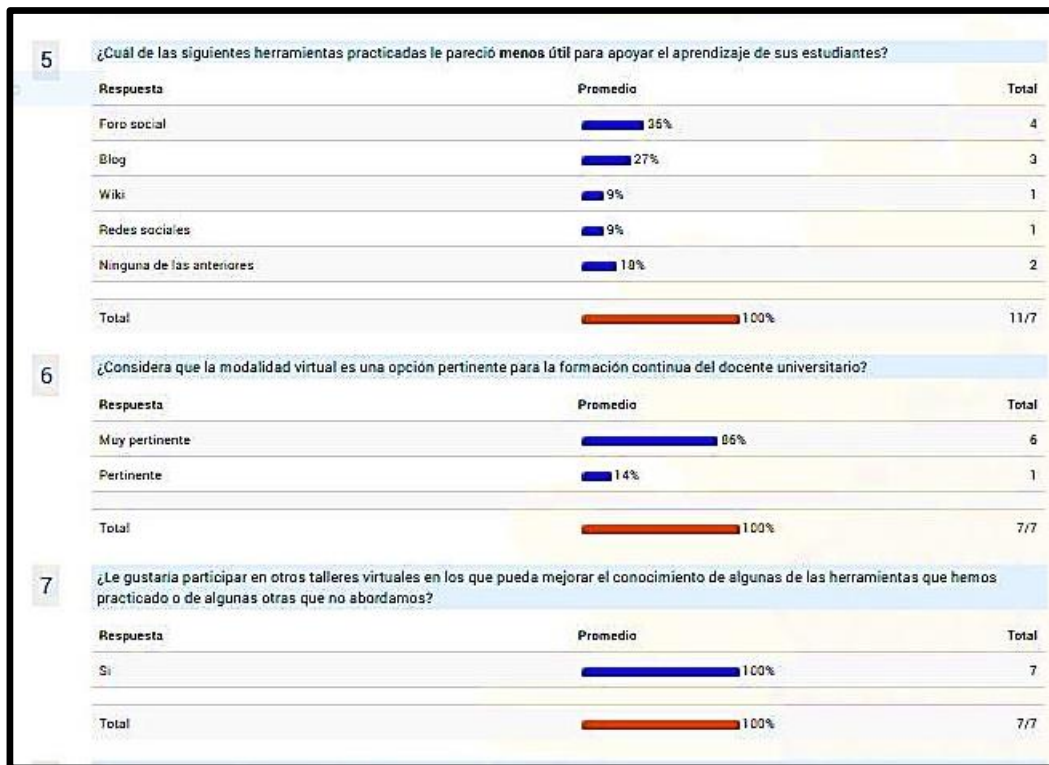 5
¿Cuál de las siguientes herramientas practicadas le pareció menos útil para apoyar el aprendizaje de sus estudiantes?
Respuesta Promedio Total
Foro social 36% 4
Blog 27% 3
Wiki 9% 1
Redes sociales 9% 1
Ninguna de las anteriores 18% 2
Total 100% 11/7
6
¿Considera que la modalidad virtual es una opción pertinente para la formación continua del docente universitario?
Respuesta Promedio Total
Muy pertinente 86% 6
Pertinente 14% 1
Total 100% 7/7
7
¿Le gustaría participar en otros talleres virtuales en los que pueda mejorar el conocimiento de algunas de las herramientas que hemos
practicado o de algunas otras que no abordamos?
Respuesta Promedio Total
Si 100% 7
Total 100% 7/7